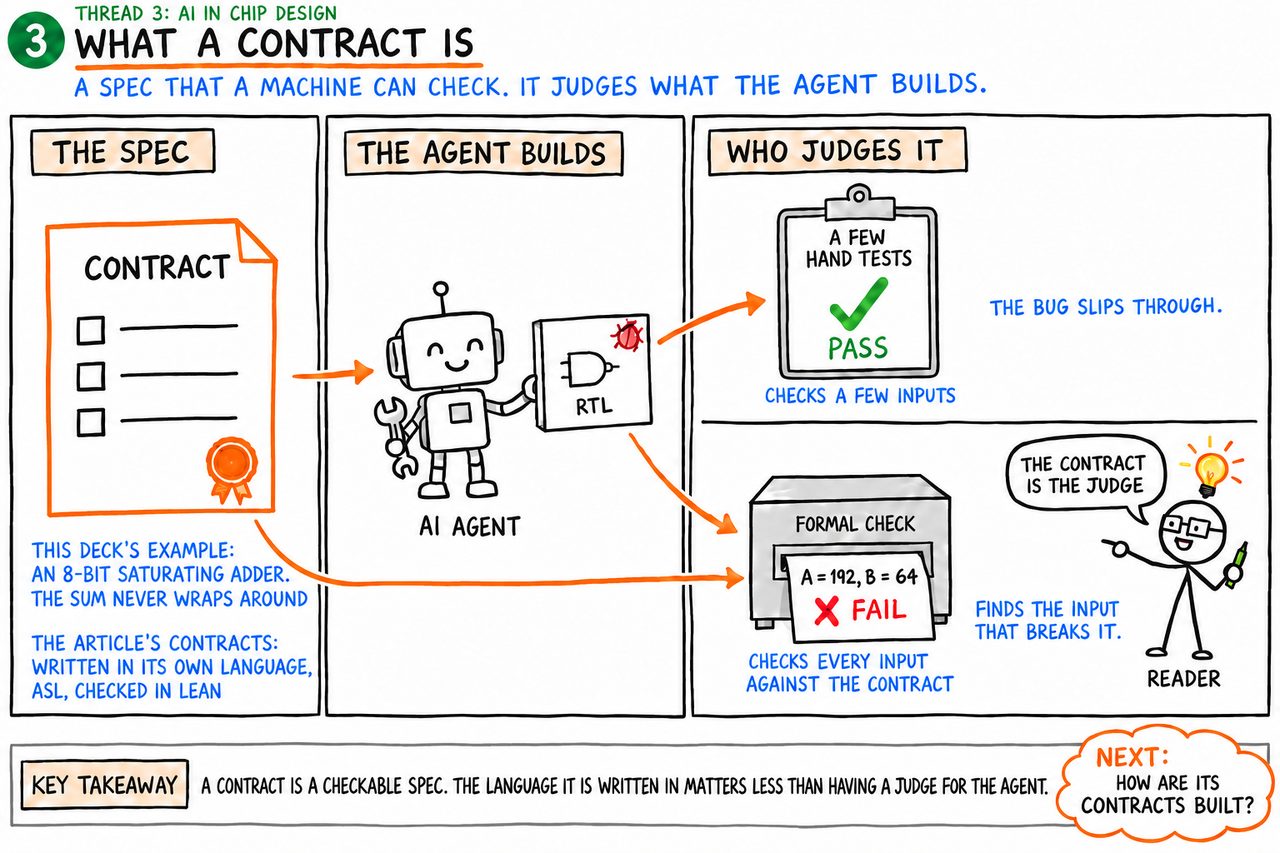 3
THREAD 3: AI IN CHIP DESIGN
WHAT A CONTRACT IS
A SPEC THAT A MACHINE CAN CHECK. IT JUDGES WHAT THE AGENT BUILDS.
THE SPEC
CONTRACT
THIS DECK'S EXAMPLE:
AN 8-BIT SATURATING ADDER.
THE SUM NEVER WRAPS AROUND
THE ARTICLE'S CONTRACTS:
WRITTEN IN ITS OWN LANGUAGE,
ASL, CHECKED IN LEAN
THE AGENT BUILDS
RTL
AI AGENT
WHO JUDGES IT
A FEW
HAND TESTS
PASS
CHECKS A FEW INPUTS
THE BUG SLIPS THROUGH.
FORMAL CHECK
A = 192, B = 64
✗ FAIL
CHECKS EVERY INPUT
AGAINST THE CONTRACT
FINDS THE INPUT
THAT BREAKS IT.
THE CONTRACT
IS THE JUDGE
READER
KEY TAKEAWAY
A CONTRACT IS A CHECKABLE SPEC. THE LANGUAGE IT IS WRITTEN IN MATTERS LESS THAN HAVING A JUDGE FOR THE AGENT.
NEXT:
HOW ARE ITS
CONTRACTS BUILT?